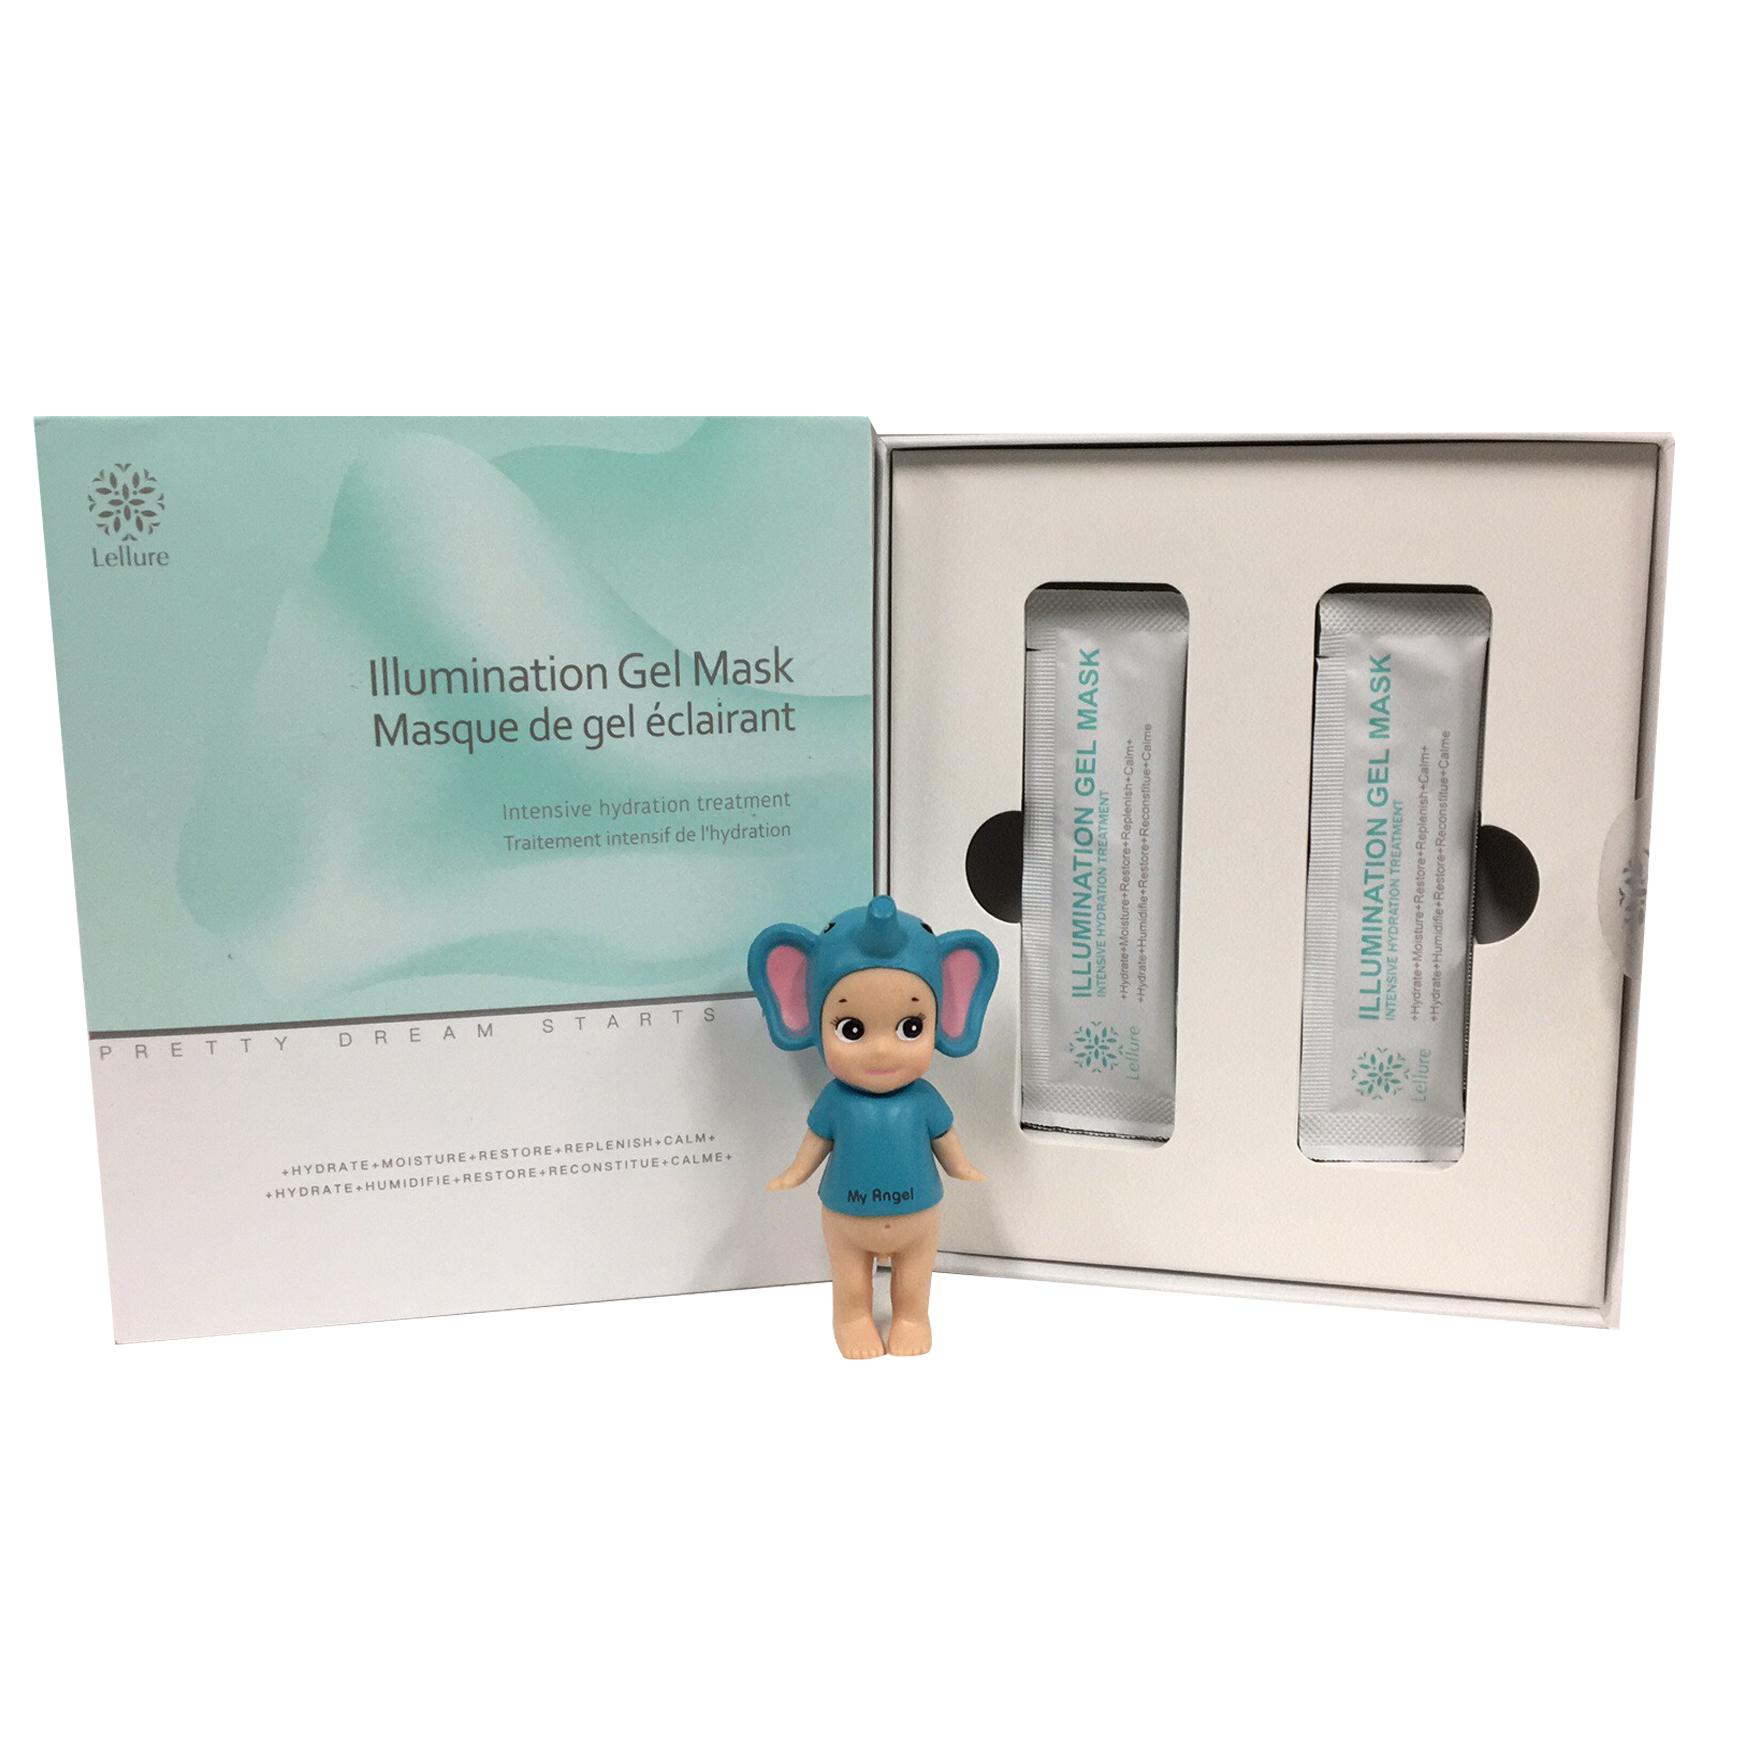 Lellure
Illumination Gel Mask
Masque de gel éclairant
Intensive hydration treatment
Traitement intensif de l'hydration
PRETTY DREAM STARTS
+HYDRATE+MOISTURE+RESTORE+REPLENISH+CALM+
+HYDRATE+HUMIDIFIE+RESTORE+RECONSTITUE+CALME+
My Angel
ILLUMINATION GEL MASK
INTENSIVE HYDRATION TREATMENT
+Hydrate+Moisture+Restore+Replenish+Calm+
+Hydrate+Humidifie+Restore+Reconstitue+Calme
Lellure
ILLUMINATION GEL MASK
INTENSIVE HYDRATION TREATMENT
+Hydrate+Moisture+Restore+Replenish+Calm+
+Hydrate+Humidifie+Restore+Reconstitue+Calme
Lellure